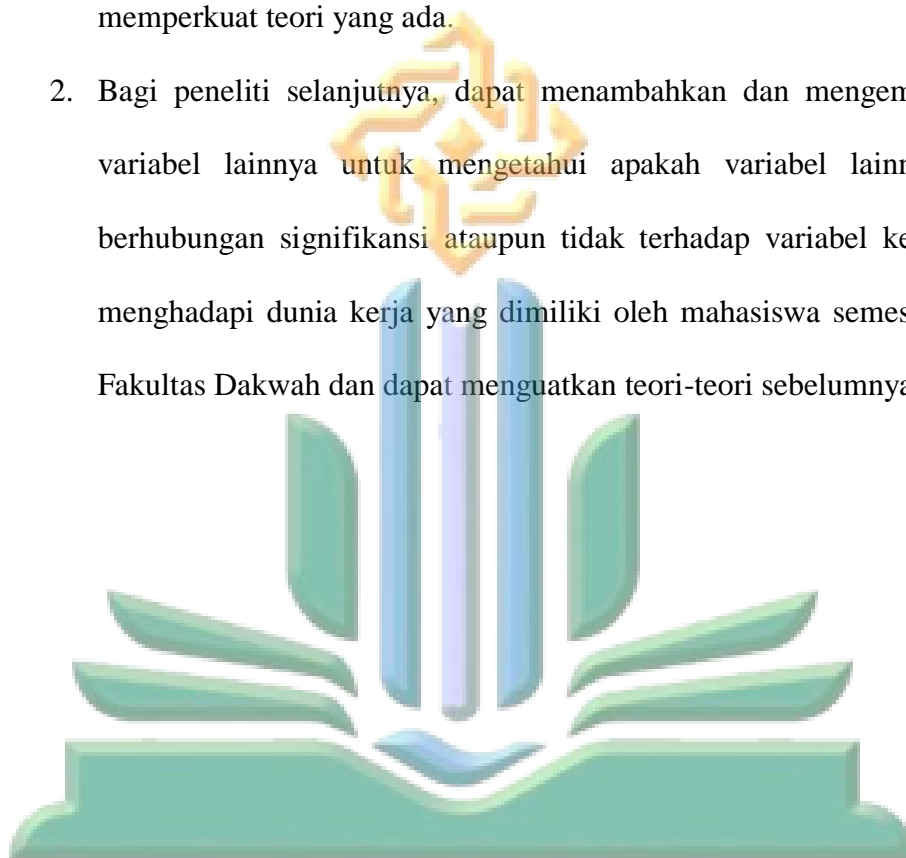 memperkuat teori yang ada.
2. Bagi peneliti selanjutnya, dapat menambahkan dan mengem
variabel lainnya untuk mengetahui apakah variabel lainn
berhubungan signifikansi ataupun tidak terhadap variabel ke
menghadapi dunia kerja yang dimiliki oleh mahasiswa semes
Fakultas Dakwah dan dapat menguatkan teori-teori sebelumnya